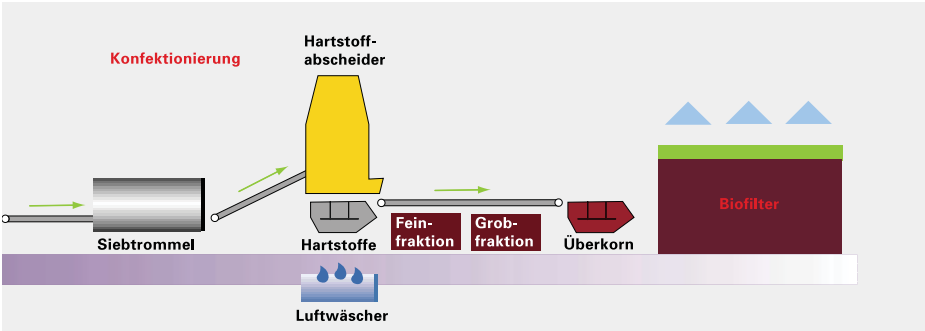 Konfektionierung
Hartstoff-
abscheider
Siebtrommel
Hartstoffe
Fein-
fraktion
Grob-
fraktion
Überkorn
Biofilter
Luftwäscher